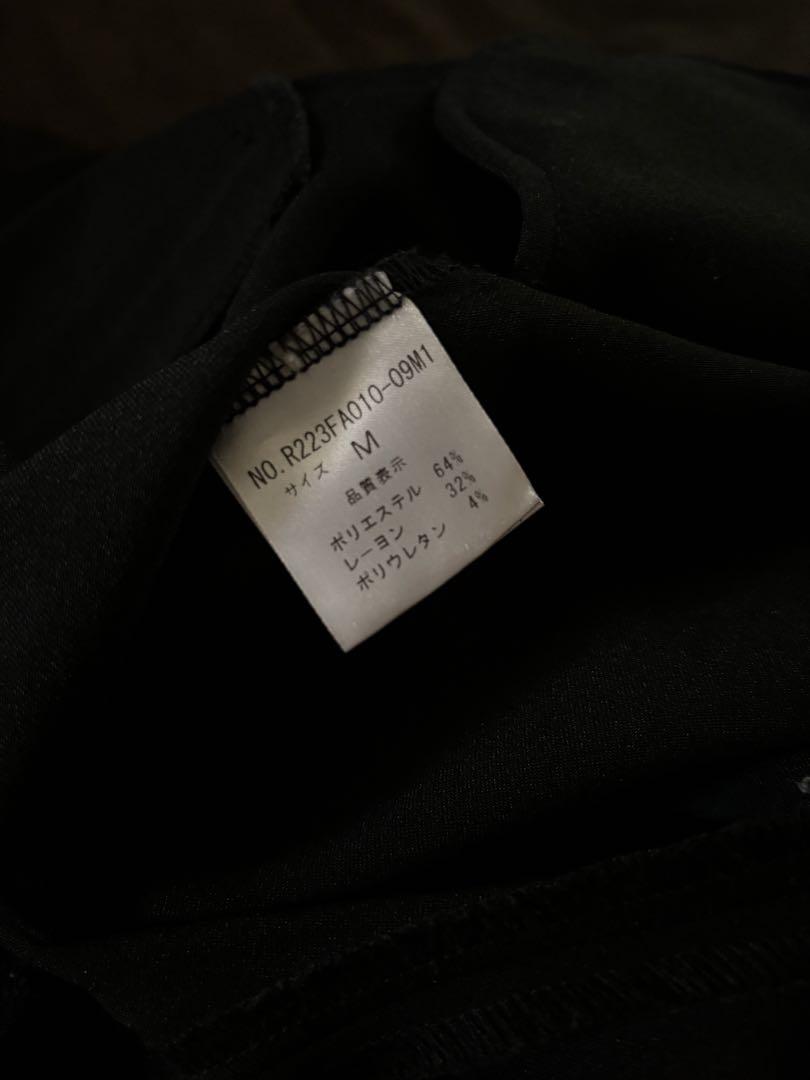 NO.R223FA010-09M1
サイズ M
品質表示
ポリエステル 64%
レーヨン 32%
ポリウレタン 4%